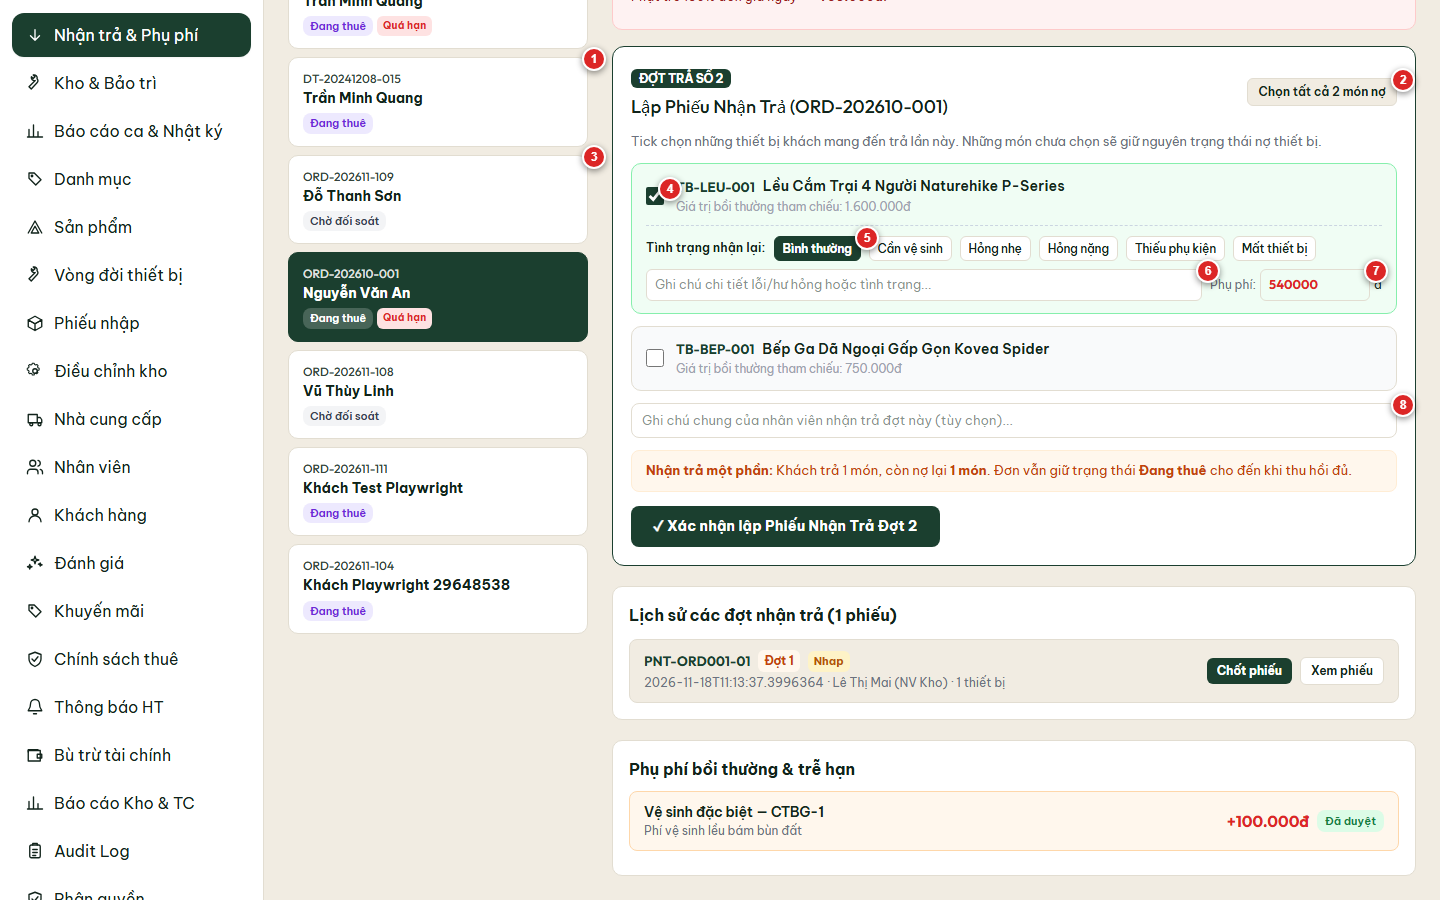 Nhận trả & Phụ phí
Kho & Bảo trì
Báo cáo ca & Nhật ký
Danh mục
Sản phẩm
Vòng đời thiết bị
Phiếu nhập
Điều chỉnh kho
Nhà cung cấp
Nhân viên
Khách hàng
Đánh giá
Khuyến mãi
Chính sách thuê
Thông báo HT
Bù trừ tài chính
Báo cáo Kho & TC
Audit Log
Phân quyền
Trần Minh Quang
Đang thuê Quá hạn
1
DT-20241208-015
Trần Minh Quang
Đang thuê
3
ORD-202611-109
Đỗ Thanh Sơn
Chờ đối soát
ORD-202610-001
Nguyễn Văn An
Đang thuê Quá hạn
ORD-202611-108
Vũ Thùy Linh
Chờ đối soát
ORD-202611-111
Khách Test Playwright
Đang thuê
ORD-202611-104
Khách Playwright 29648538
Đang thuê
ĐỢT TRẢ SỐ 2
Lập Phiếu Nhận Trả (ORD-202610-001)
Chọn tất cả 2 món nợ
2
Tick chọn những thiết bị khách mang đến trả lần này. Những món chưa chọn sẽ giữ nguyên trạng thái nợ thiết bị.
4
TB-LEU-001 Lều Cắm Trại 4 Người Naturehike P-Series
Giá trị bồi thường tham chiếu: 1.600.000đ
Tình trạng nhận lại: Bình thường 5 Cần vệ sinh Hỏng nhẹ Hỏng nặng Thiếu phụ kiện Mất thiết bị
Ghi chú chi tiết lỗi/hư hỏng hoặc tình trạng... 6 Phụ phí: 540000 7 đ
TB-BEP-001 Bếp Ga Dã Ngoại Gấp Gọn Kovea Spider
Giá trị bồi thường tham chiếu: 750.000đ
Ghi chú chung của nhân viên nhận trả đợt này (tùy chọn)...
8
Nhận trả một phần: Khách trả 1 món, còn nợ lại 1 món. Đơn vẫn giữ trạng thái Đang thuê cho đến khi thu hồi đủ.
✓ Xác nhận lập Phiếu Nhận Trả Đợt 2
Lịch sử các đợt nhận trả (1 phiếu)
PNT-ORD001-01 Đợt 1 Nhap
2026-11-18T11:13:37.3996364 · Lê Thị Mai (NV Kho) · 1 thiết bị
Chốt phiếu Xem phiếu
Phụ phí bồi thường & trễ hạn
Vệ sinh đặc biệt — CTBG-1
Phí vệ sinh lều bám bùn đất
+100.000đ Đã duyệt